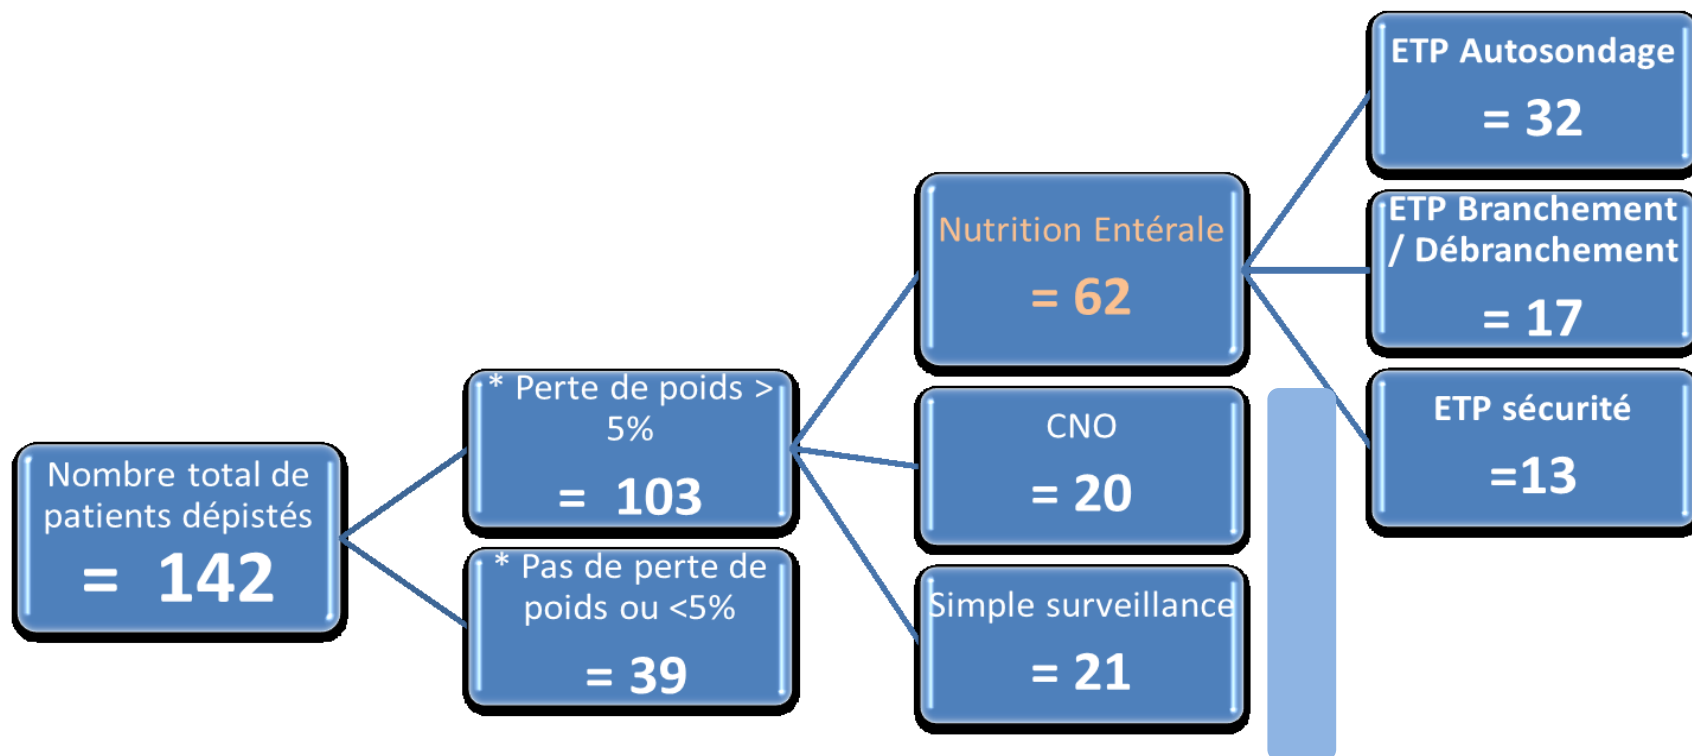 Nombre total de
patients dépistés
= 142
* Perte de poids >
5%
= 103
* Pas de perte de
poids ou <5%
= 39
Nutrition Entérale
= 62
CNO
= 20
Simple surveillance
= 21
ETP Autosondage
= 32
ETP Branchement
/ Débranchement
= 17
ETP sécurité
=13